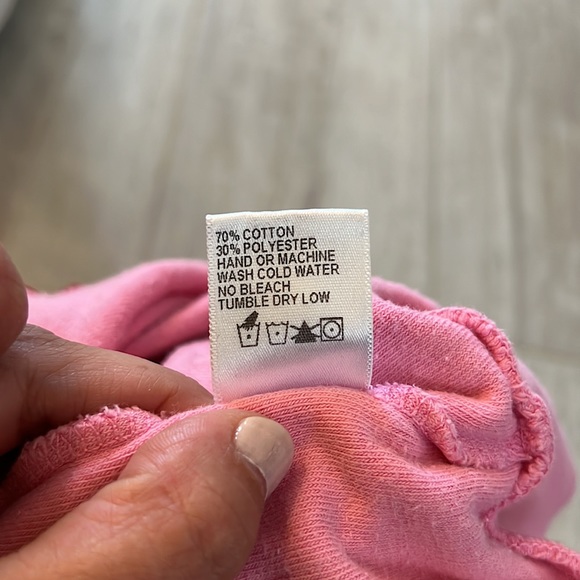 70% COTTON
30% POLYESTER
HAND OR MACHINE
WASH COLD WATER
NO BLEACH
TUMBLE DRY LOW